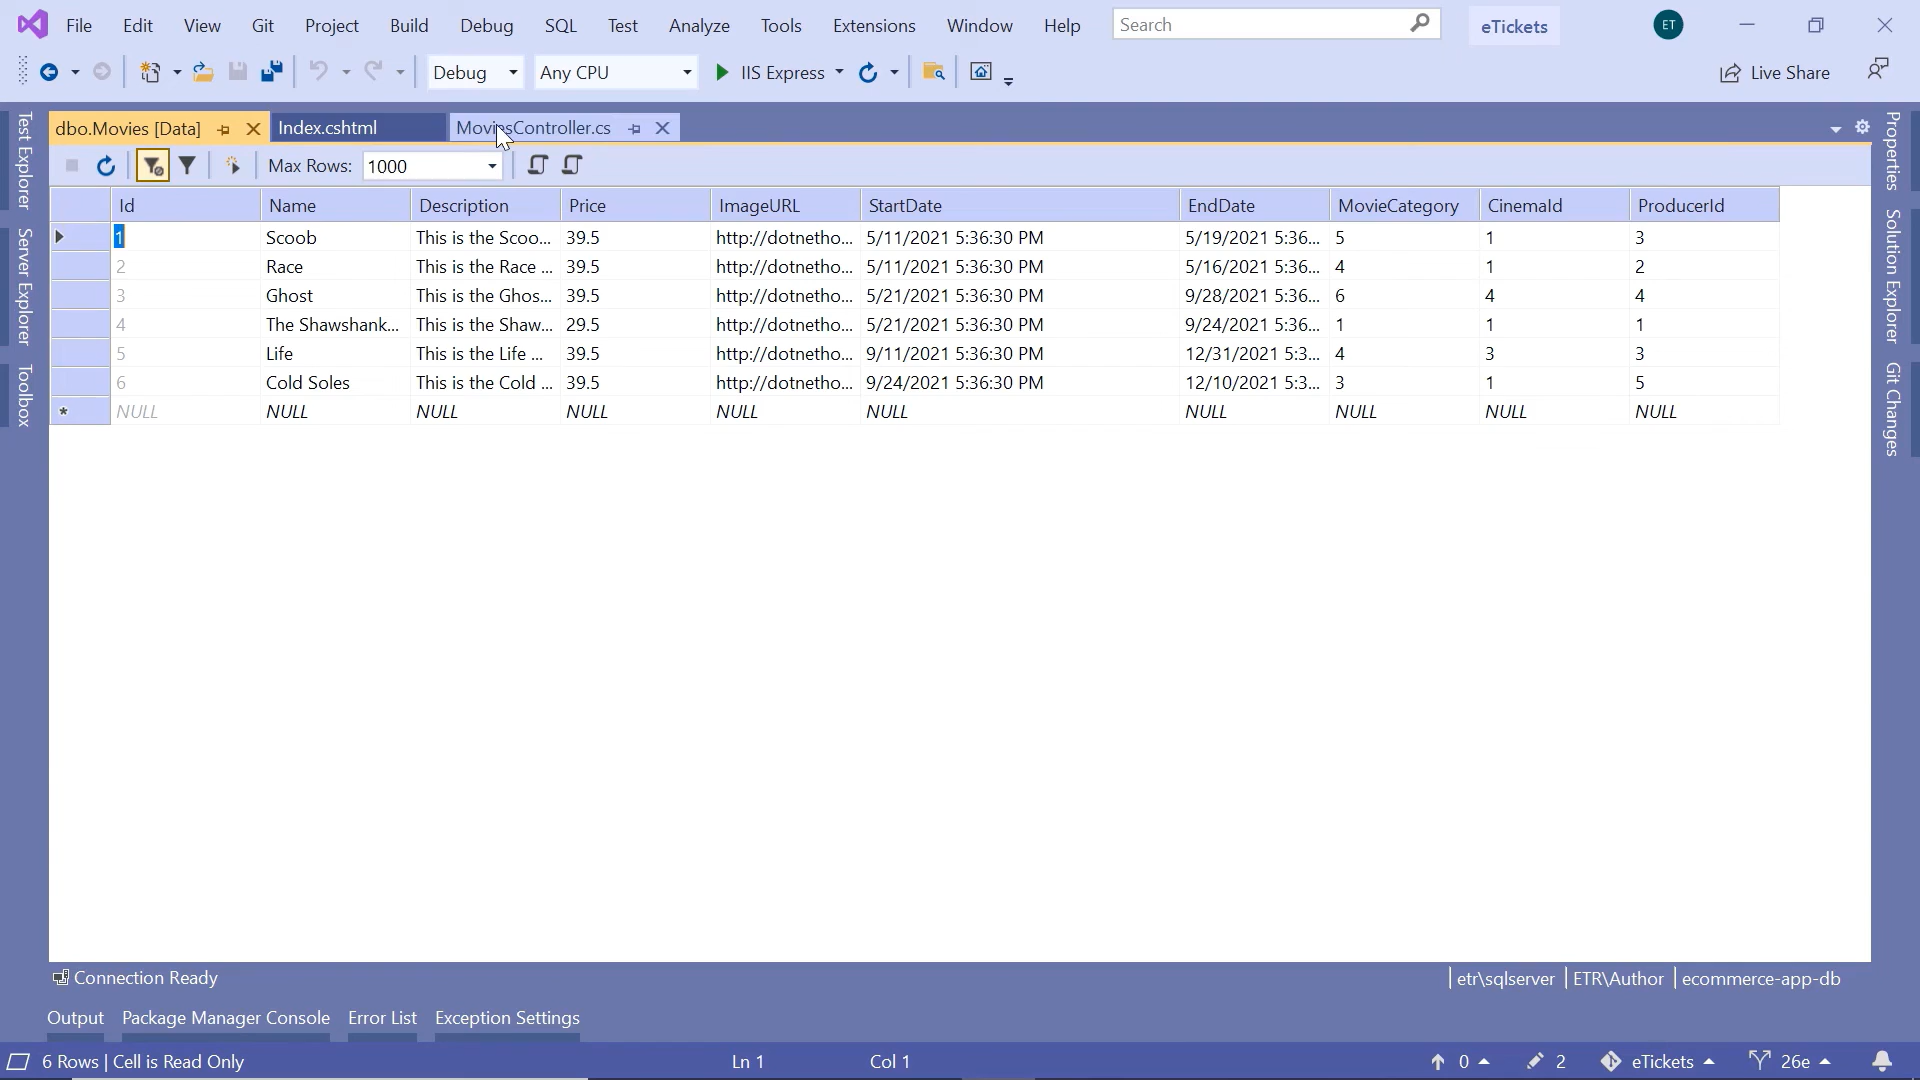 File Edit View Git Project Build Debug SQL Test Analyze Tools Extensions Window Help Search eTickets ET
Debug Any CPU IIS Express Live Share
dbo.Movies [Data] Index.cshtml MoviesController.cs
Max Rows: 1000
Id Name Description Price ImageURL StartDate EndDate MovieCategory CinemaId ProducerId
1 Scoob This is the Scoo... 39.5 http://dotnetho... 5/11/2021 5:36:30 PM 5/19/2021 5:36... 5 1 3
2 Race This is the Race ... 39.5 http://dotnetho... 5/11/2021 5:36:30 PM 5/16/2021 5:36... 4 1 2
3 Ghost This is the Ghos... 39.5 http://dotnetho... 5/21/2021 5:36:30 PM 9/28/2021 5:36... 6 4 4
4 The Shawshank... This is the Shaw... 29.5 http://dotnetho... 5/21/2021 5:36:30 PM 9/24/2021 5:36... 1 1 1
5 Life This is the Life ... 39.5 http://dotnetho... 9/11/2021 5:36:30 PM 12/31/2021 5:3... 4 3 3
6 Cold Soles This is the Cold ... 39.5 http://dotnetho... 9/24/2021 5:36:30 PM 12/10/2021 5:3... 3 1 5
NULL NULL NULL NULL NULL NULL NULL NULL NULL NULL
Test Explorer
Server Explorer
Toolbox
Properties
Solution Explorer
Git Changes
Connection Ready etr\sqlserver ETR\Author ecommerce-app-db
Output Package Manager Console Error List Exception Settings
6 Rows | Cell is Read Only Ln 1 Col 1 0 2 eTickets 26e